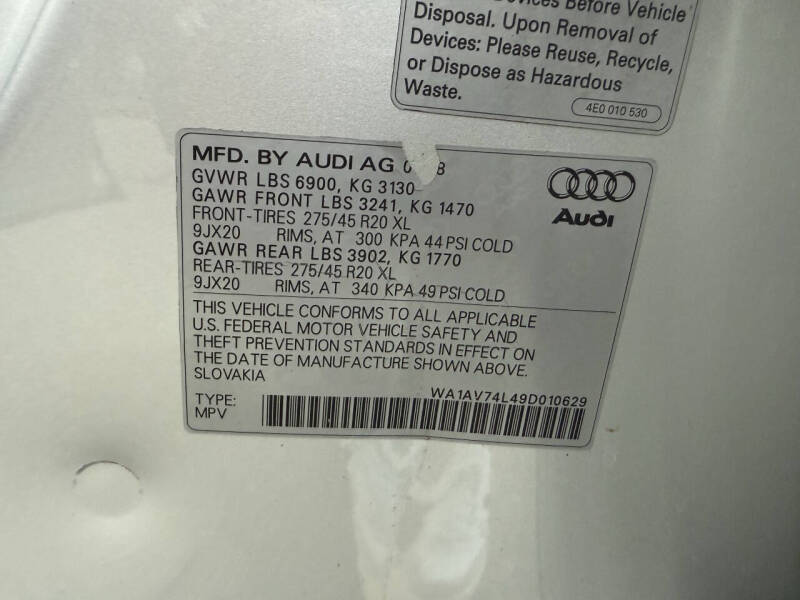 Devices Before Vehicle
Disposal. Upon Removal of
Devices: Please Reuse, Recycle,
or Dispose as Hazardous
Waste.
4E0 010 530
MFD. BY AUDI AG
GVWR LBS 6900, KG 3130
GAWR FRONT LBS 3241, KG 1470
FRONT-TIRES 275/45 R20 XL
9JX20 RIMS, AT 300 KPA 44 PSI COLD
GAWR REAR LBS 3902, KG 1770
REAR-TIRES 275/45 R20 XL
9JX20 RIMS, AT 340 KPA 49 PSI COLD
Audi
THIS VEHICLE CONFORMS TO ALL APPLICABLE
U.S. FEDERAL MOTOR VEHICLE SAFETY AND
THEFT PREVENTION STANDARDS IN EFFECT ON
THE DATE OF MANUFACTURE SHOWN ABOVE.
SLOVAKIA
WA1AV74L49D010629
TYPE:
MPV